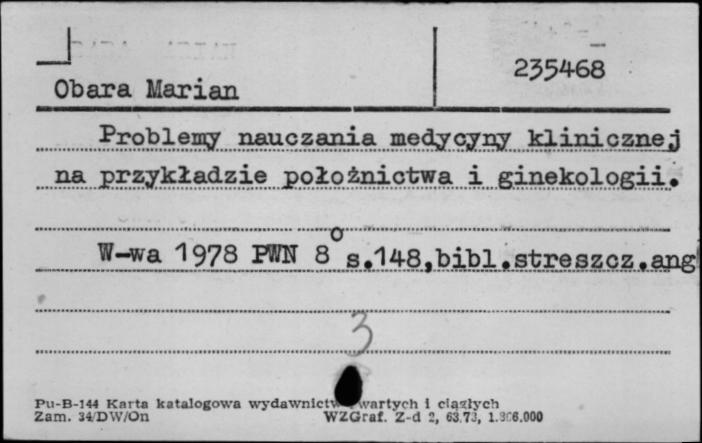 235468
Obara Marian
Problemy nauczania medycyny klinicznej
na przykładzie położnictwa i ginekologii.
W-wa 1978 PWN 8° s.148,bibl.streszcz.ang
3
Pu-B-144 Karta katalogowa wydawnictw zwartych i ciągłych
Zam. 34/DW/On WZGraf. Z-d 2, 63.73, 1.306.000